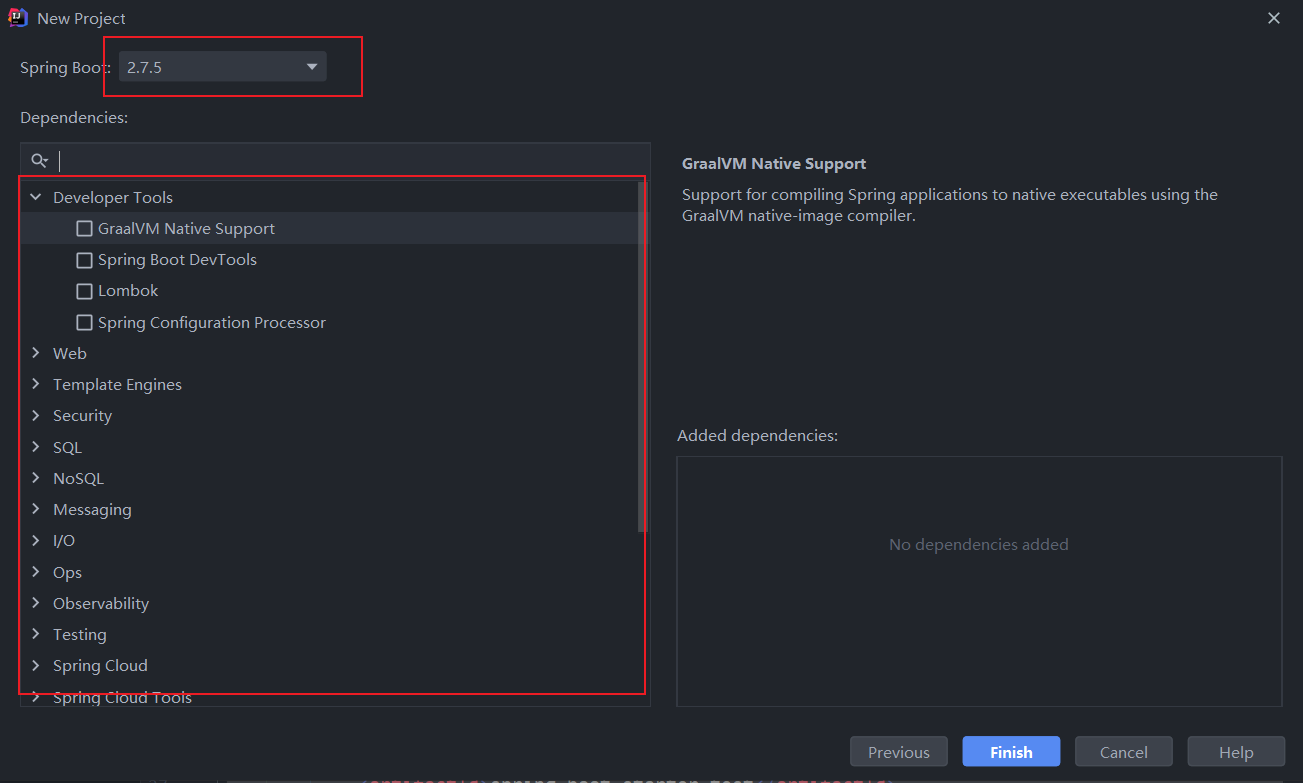 New Project
Spring Boot: 2.7.5
Dependencies:
Developer Tools
GraalVM Native Support
Spring Boot DevTools
Lombok
Spring Configuration Processor
Web
Template Engines
Security
SQL
NoSQL
Messaging
I/O
Ops
Observability
Testing
Spring Cloud
Spring Cloud Tools
GraalVM Native Support
Support for compiling Spring applications to native executables using the
GraalVM native-image compiler.
Added dependencies:
No dependencies added
Previous Finish Cancel Help